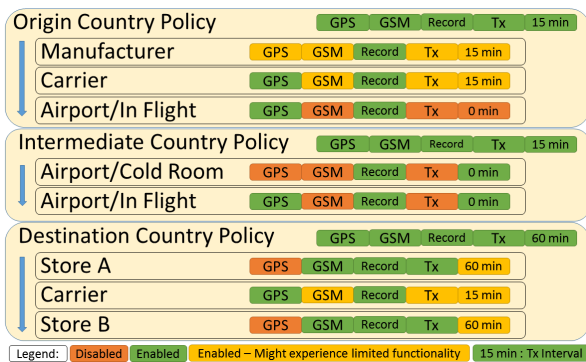 Origin Country Policy GPS GSM Record Tx 15 min
Manufacturer GPS GSM Record Tx 15 min
Carrier GPS GSM Record Tx 15 min
Airport/In Flight GPS GSM Record Tx 0 min
Intermediate Country Policy GPS GSM Record Tx 15 min
Airport/Cold Room GPS GSM Record Tx 0 min
Airport/In Flight GPS GSM Record Tx 0 min
Destination Country Policy GPS GSM Record Tx 60 min
Store A GPS GSM Record Tx 60 min
Carrier GPS GSM Record Tx 15 min
Store B GPS GSM Record Tx 60 min
Legend: Disabled Enabled Enabled – Might experience limited functionality 15 min : Tx Interval